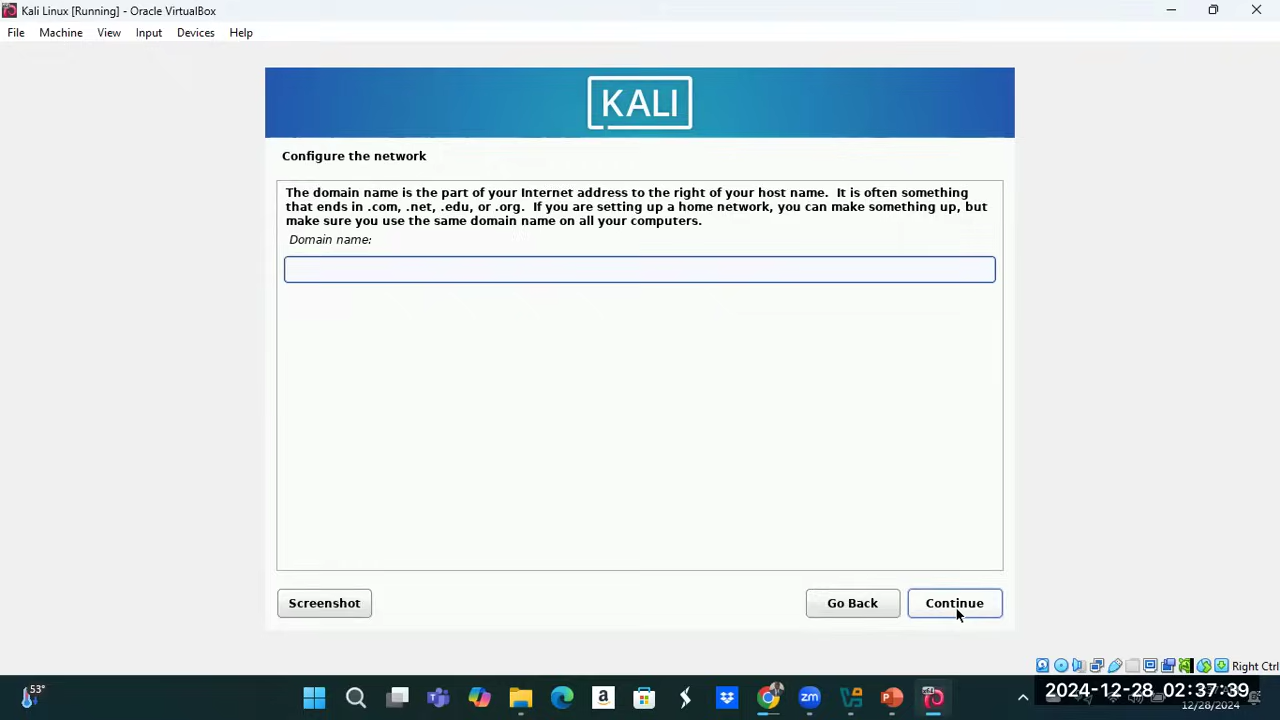 Kali Linux [Running] - Oracle VirtualBox
File Machine View Input Devices Help
KALI
Configure the network
The domain name is the part of your Internet address to the right of your host name. It is often something
that ends in .com, .net, .edu, or .org. If you are setting up a home network, you can make something up, but
make sure you use the same domain name on all your computers.
Domain name:
Screenshot
Go Back
Continue
Right Ctrl
53°
2024-12-28 02:37:39
12/28/2024